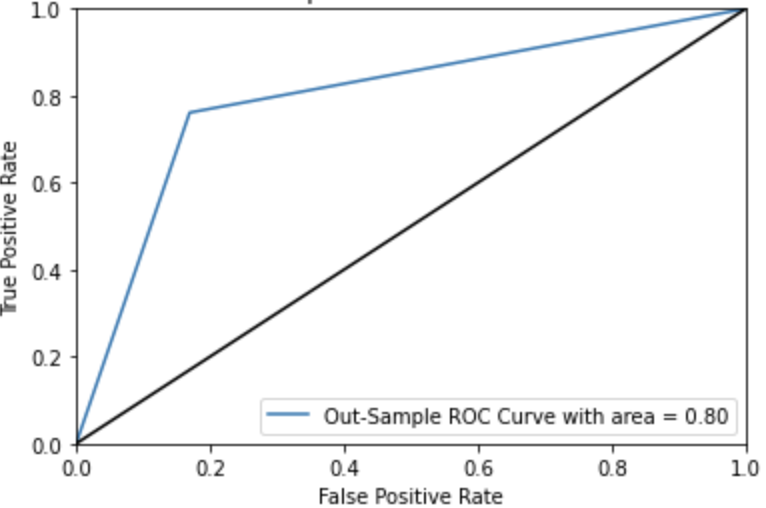 1.0
0.8
0.6
0.4
0.2
0.0
True Positive Rate
Out-Sample ROC Curve with area = 0.80
0.0 0.2 0.4 0.6 0.8 1.0
False Positive Rate